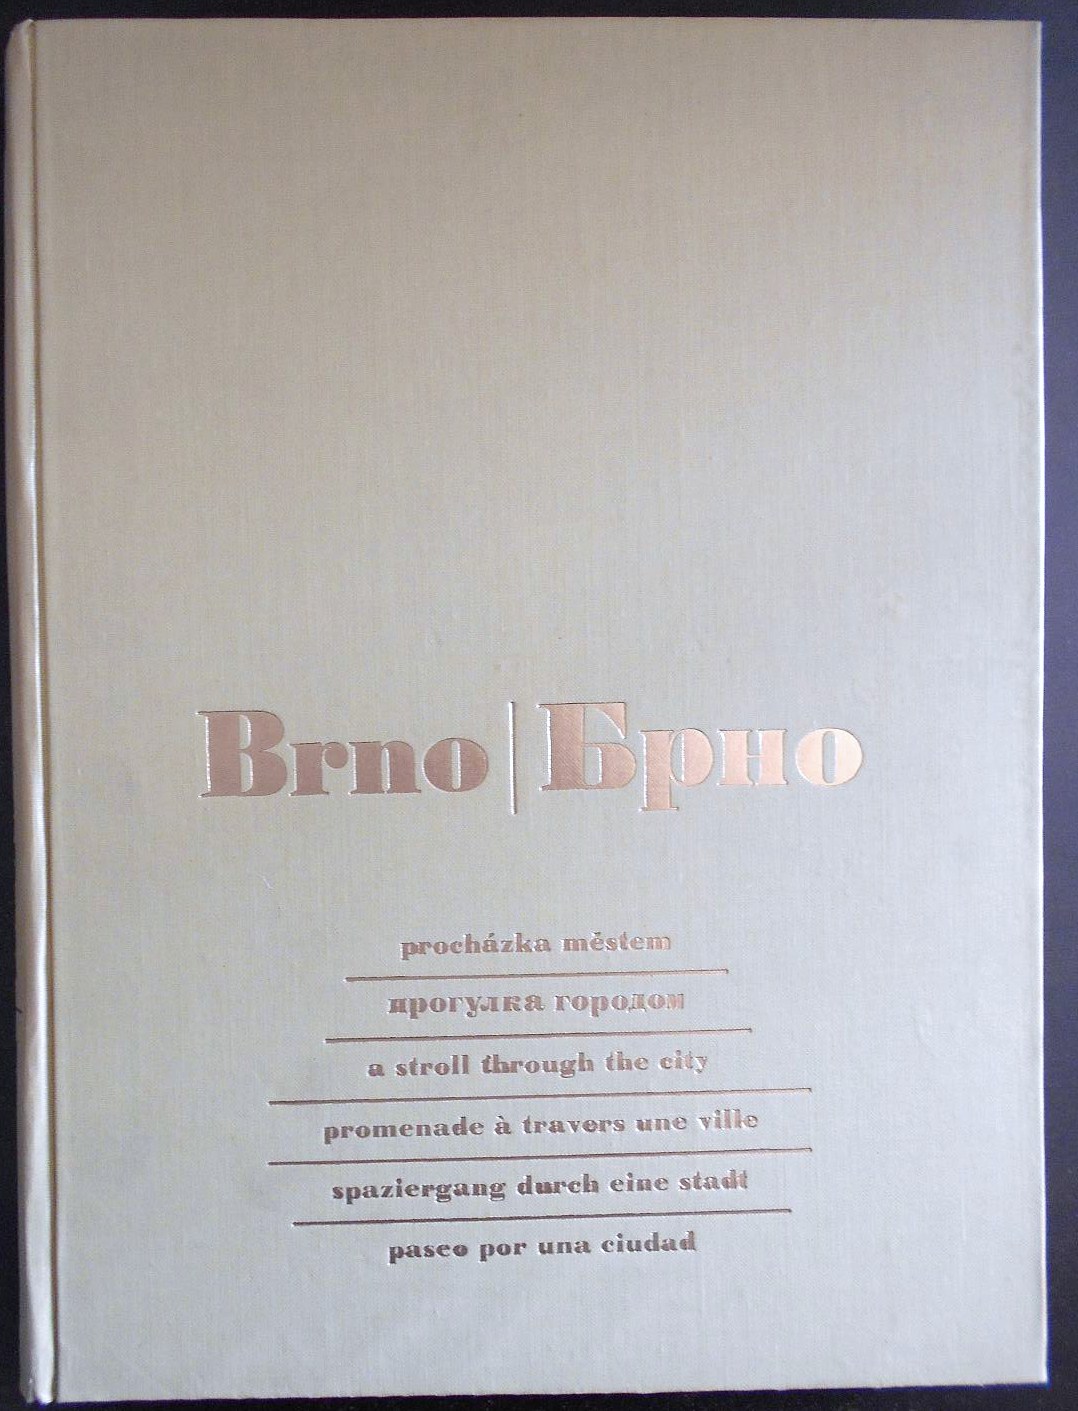 Brno | Брно
procházka městem
прогулка городом
a stroll through the city
promenade à travers une ville
spaziergang durch eine stadt
paseo por una ciudad